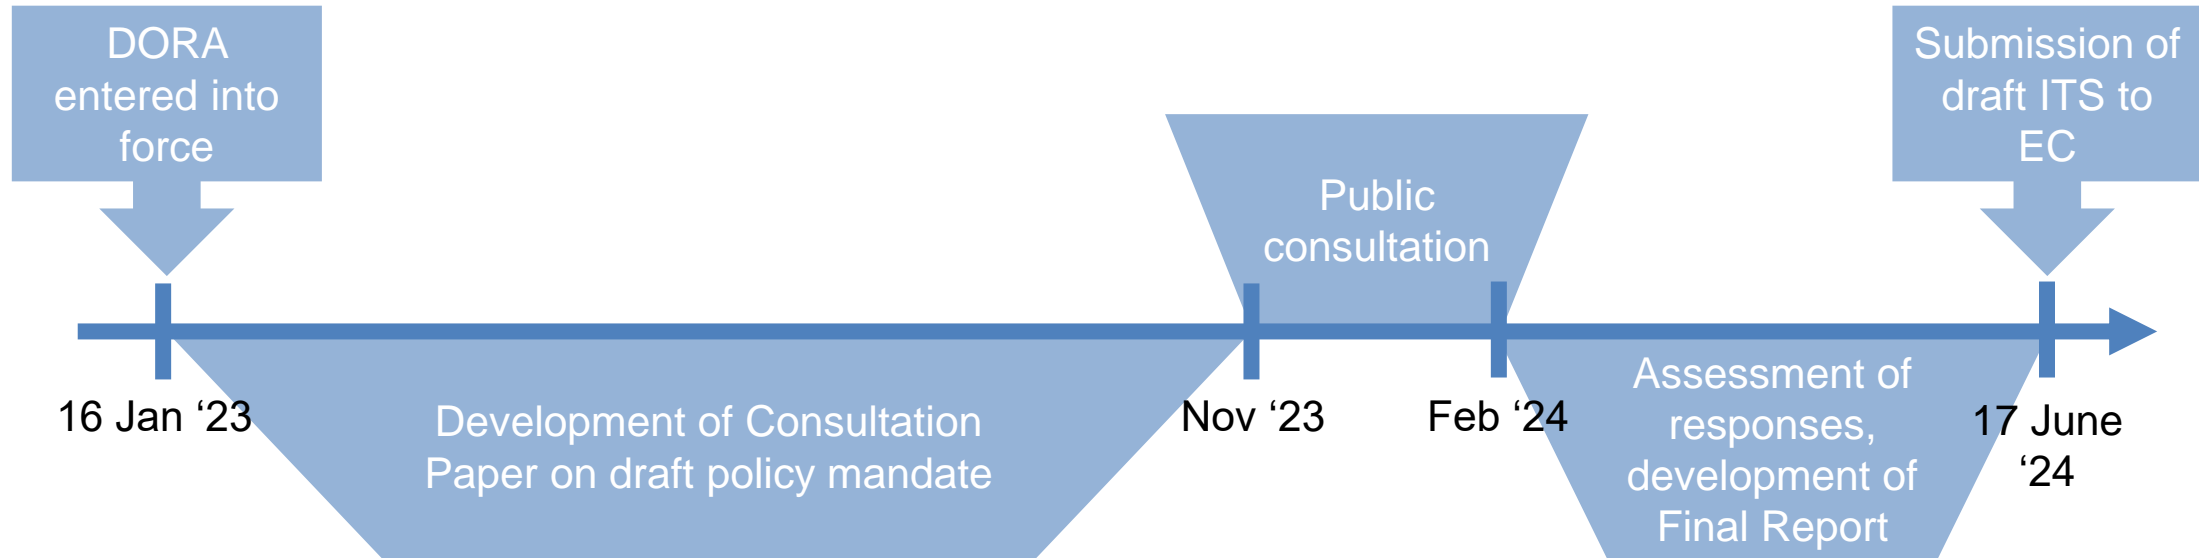 DORA
entered into
force
Submission of
draft ITS to
EC
Public
consultation
16 Jan ‘23
Nov ‘23
Feb ‘24
17 June
‘24
Development of Consultation
Paper on draft policy mandate
Assessment of
responses,
development of
Final Report